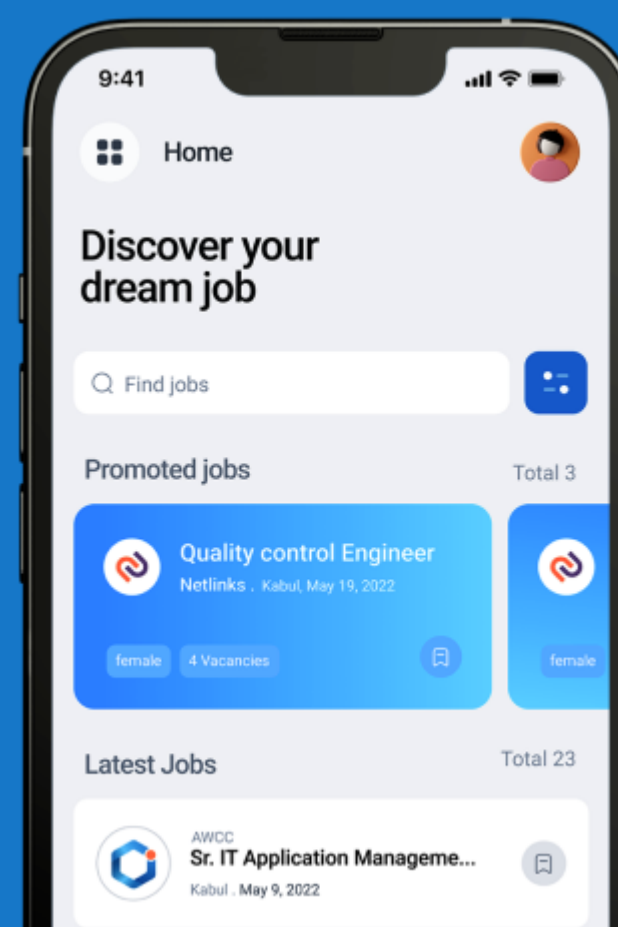 9:41
Home
Discover your
dream job
Find jobs
Promoted jobs
Total 3
Quality control Engineer
Netlinks . Kabul, May 19, 2022
female
4 Vacancies
female
Latest Jobs
Total 23
AWCC
Sr. IT Application Manageme...
Kabul . May 9, 2022